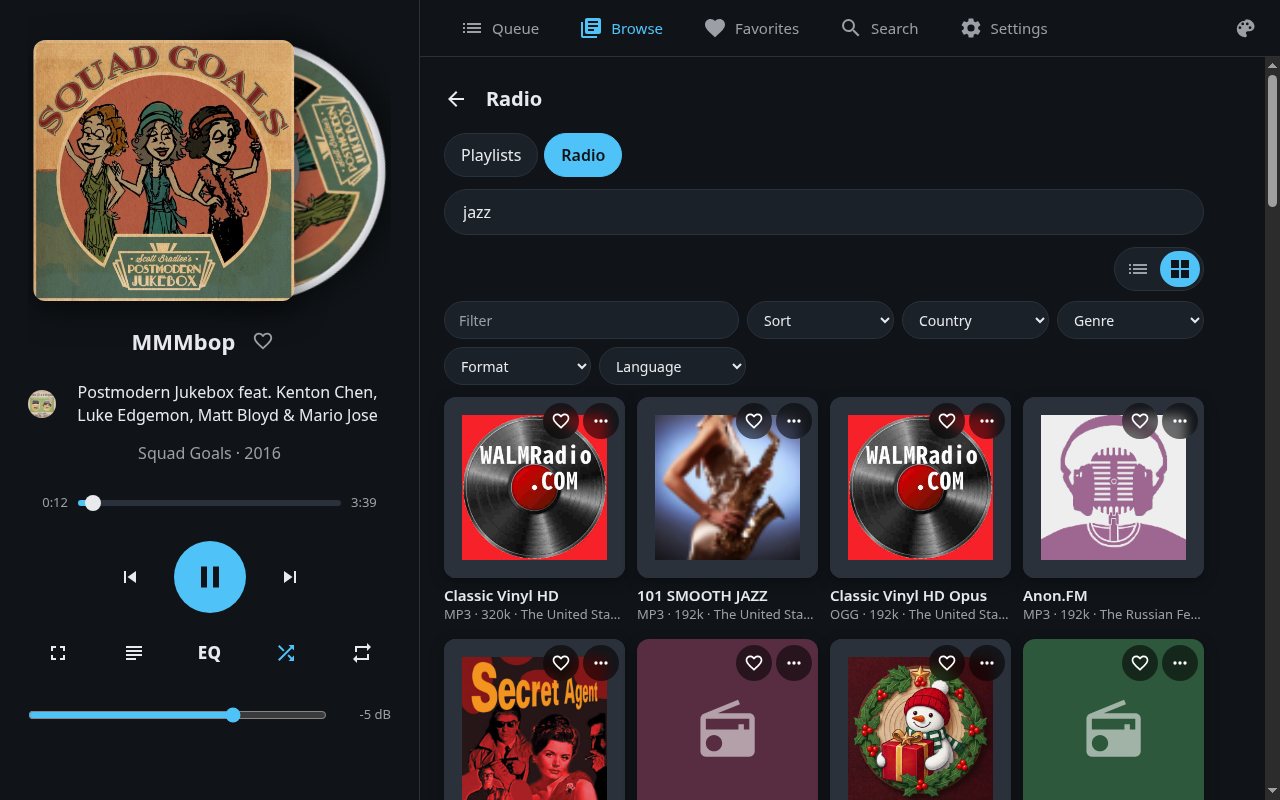 SQUAD GOALS
Scott Bradlee's
POSTMODERN
JUKEBOX
POSTMODERN
JUKEBOX
MMMbop
Postmodern Jukebox feat. Kenton Chen,
Luke Edgemon, Matt Bloyd & Mario Jose
Squad Goals · 2016
0:12
3:39
EQ
-5 dB
Queue
Browse
Favorites
Search
Settings
Radio
Playlists
Radio
jazz
Filter
Sort
Country
Genre
Format
Language
WALMRadio
.COM
WALMRadio
.COM
Classic Vinyl HD
MP3 · 320k · The United Sta…
101 SMOOTH JAZZ
MP3 · 192k · The United Sta…
Classic Vinyl HD Opus
OGG · 192k · The United Sta…
Anon.FM
MP3 · 192k · The Russian Fe…
Secret Agent